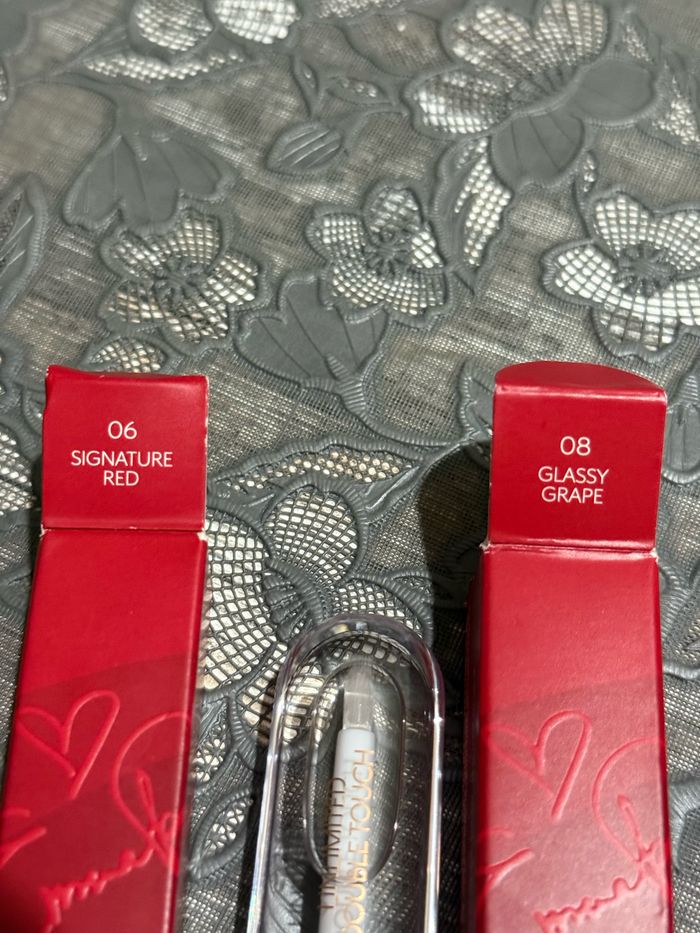 06
SIGNATURE
RED
08
GLASSY
GRAPE
UNLIMITED
DOUBLE TOUCH